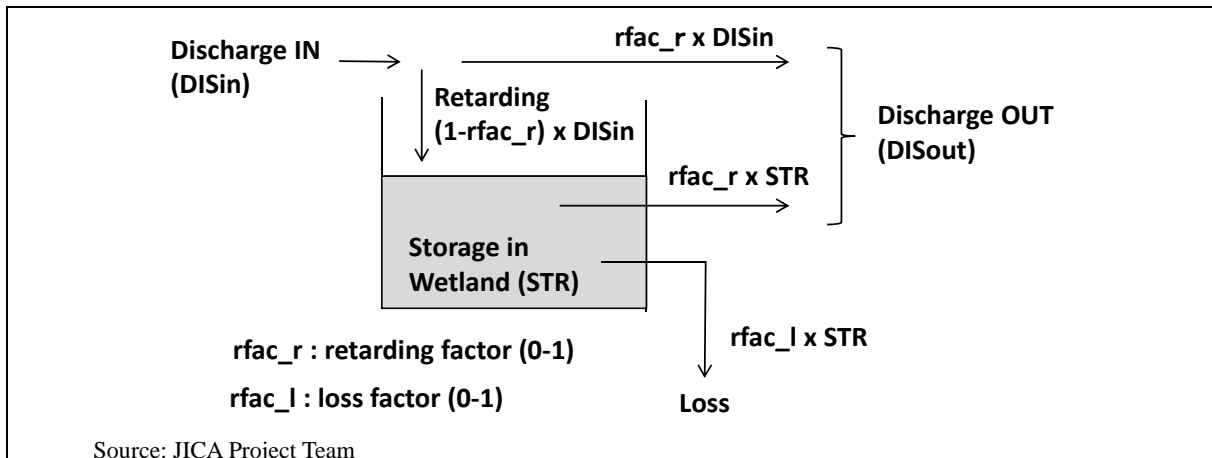 Discharge IN
(DISin)
rfac_r x DISin
Retarding
(1-rfac_r) x DISin
Discharge OUT
(DISout)
rfac_r x STR
Storage in
Wetland (STR)
rfac_l x STR
rfac_r : retarding factor (0-1)
rfac_l : loss factor (0-1)
Loss
Source: JICA Project Team